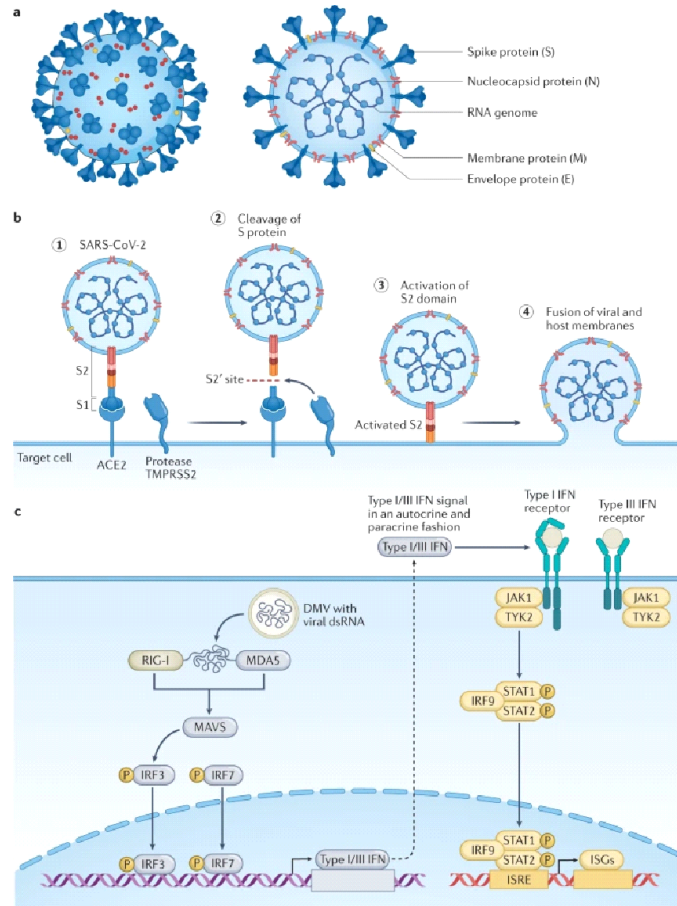 a
Spike protein (S)
Nucleocapsid protein (N)
RNA genome
Membrane protein (M)
Envelope protein (E)
b
1 SARS-CoV-2
2 Cleavage of
S protein
3 Activation of
S2 domain
4 Fusion of viral and
host membranes
S2
S1
S2′ site
Activated S2
Target cell
ACE2
Protease
TMPRSS2
c
Type I/III IFN signal
in an autocrine and
paracrine fashion
Type I/III IFN
Type I IFN
receptor
Type III IFN
receptor
DMV with
viral dsRNA
JAK1
TYK2
JAK1
TYK2
RIG-I
MDA5
MAVS
IRF9
STAT1
P
STAT2
P
P
IRF3
P
IRF7
P
IRF3
P
IRF7
Type I/III IFN
IRF9
STAT1
P
STAT2
P
ISRE
ISGs